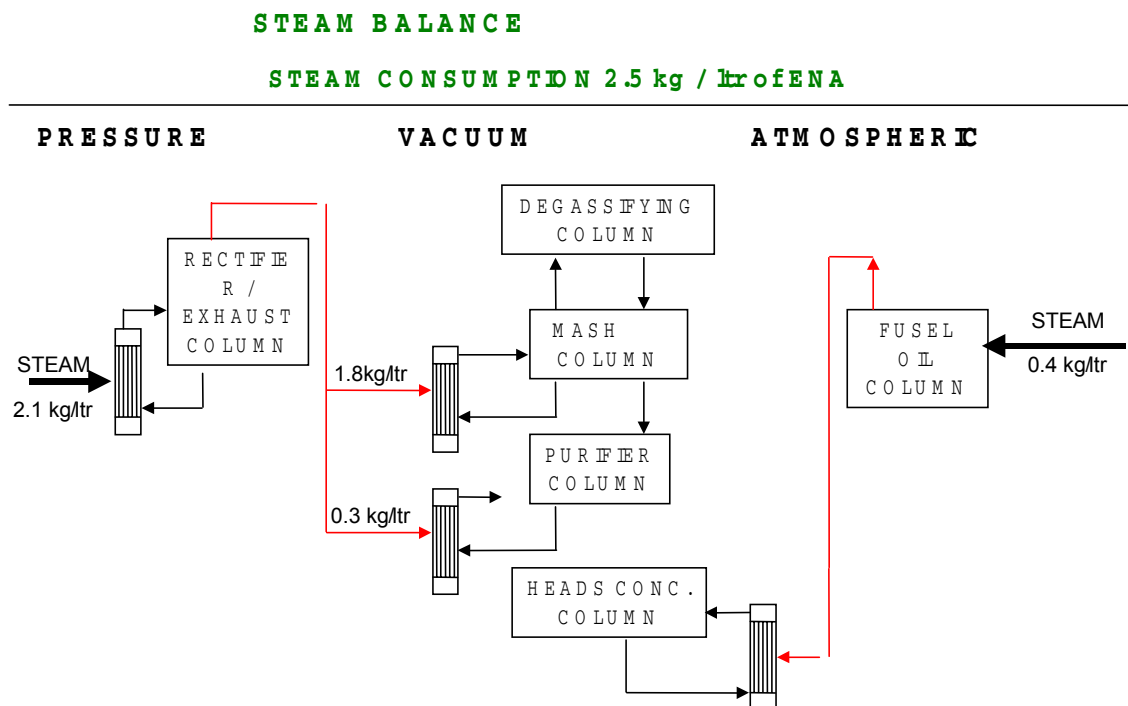 STEAM BALANCE
STEAM CONSUMPTION 2.5 kg / ltr of ENA
PRESSURE
VACUUM
ATMOSPHERIC
DEGASSIFYING
COLUMN
RECTIFIE
R /
EXHAUST
COLUMN
STEAM
2.1 kg/ltr
1.8kg/ltr
MASH
COLUMN
FUSEL
OIL
COLUMN
STEAM
0.4 kg/ltr
PURIFIER
COLUMN
0.3 kg/ltr
HEADS CONC.
COLUMN